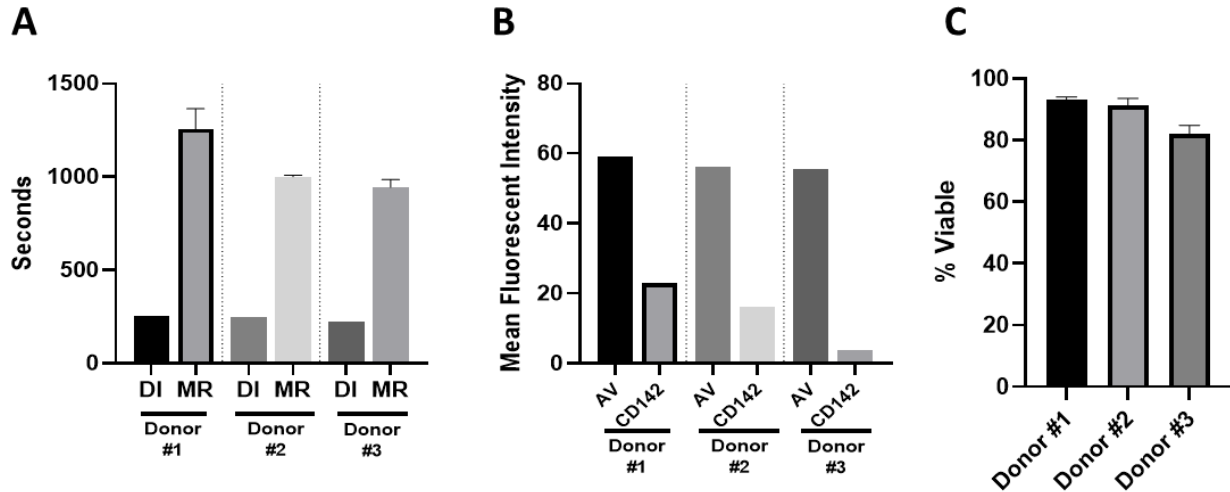 A
Seconds
1500
1000
500
0
DI MR DI MR DI MR
Donor #1
Donor #2
Donor #3
B
Mean Fluorescent Intensity
80
60
40
20
0
AV CD142 AV CD142 AV CD142
Donor #1
Donor #2
Donor #3
C
% Viable
100
80
60
40
20
0
Donor #1
Donor #2
Donor #3